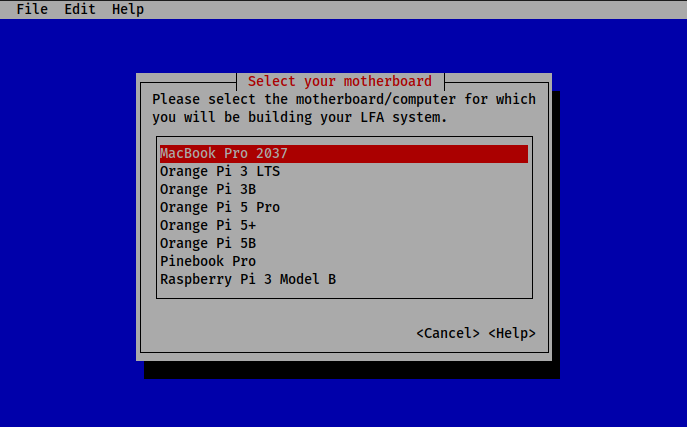 File Edit Help
Select your motherboard
Please select the motherboard/computer for which
you will be building your LFA system.
MacBook Pro 2037
Orange Pi 3 LTS
Orange Pi 3B
Orange Pi 5 Pro
Orange Pi 5+
Orange Pi 5B
Pinebook Pro
Raspberry Pi 3 Model B
<Cancel> <Help>